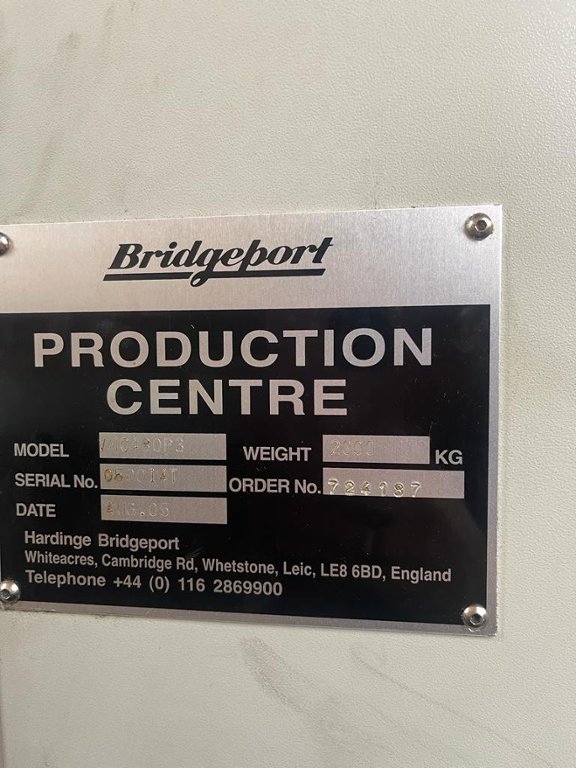 Bridgeport
PRODUCTION
CENTRE
MODEL VMC480P3 WEIGHT KG
SERIAL No. ORDER No. 724187
DATE
Hardinge Bridgeport
Whiteacres, Cambridge Rd, Whetstone, Leic, LE8 6BD, England
Telephone +44 (0) 116 2869900